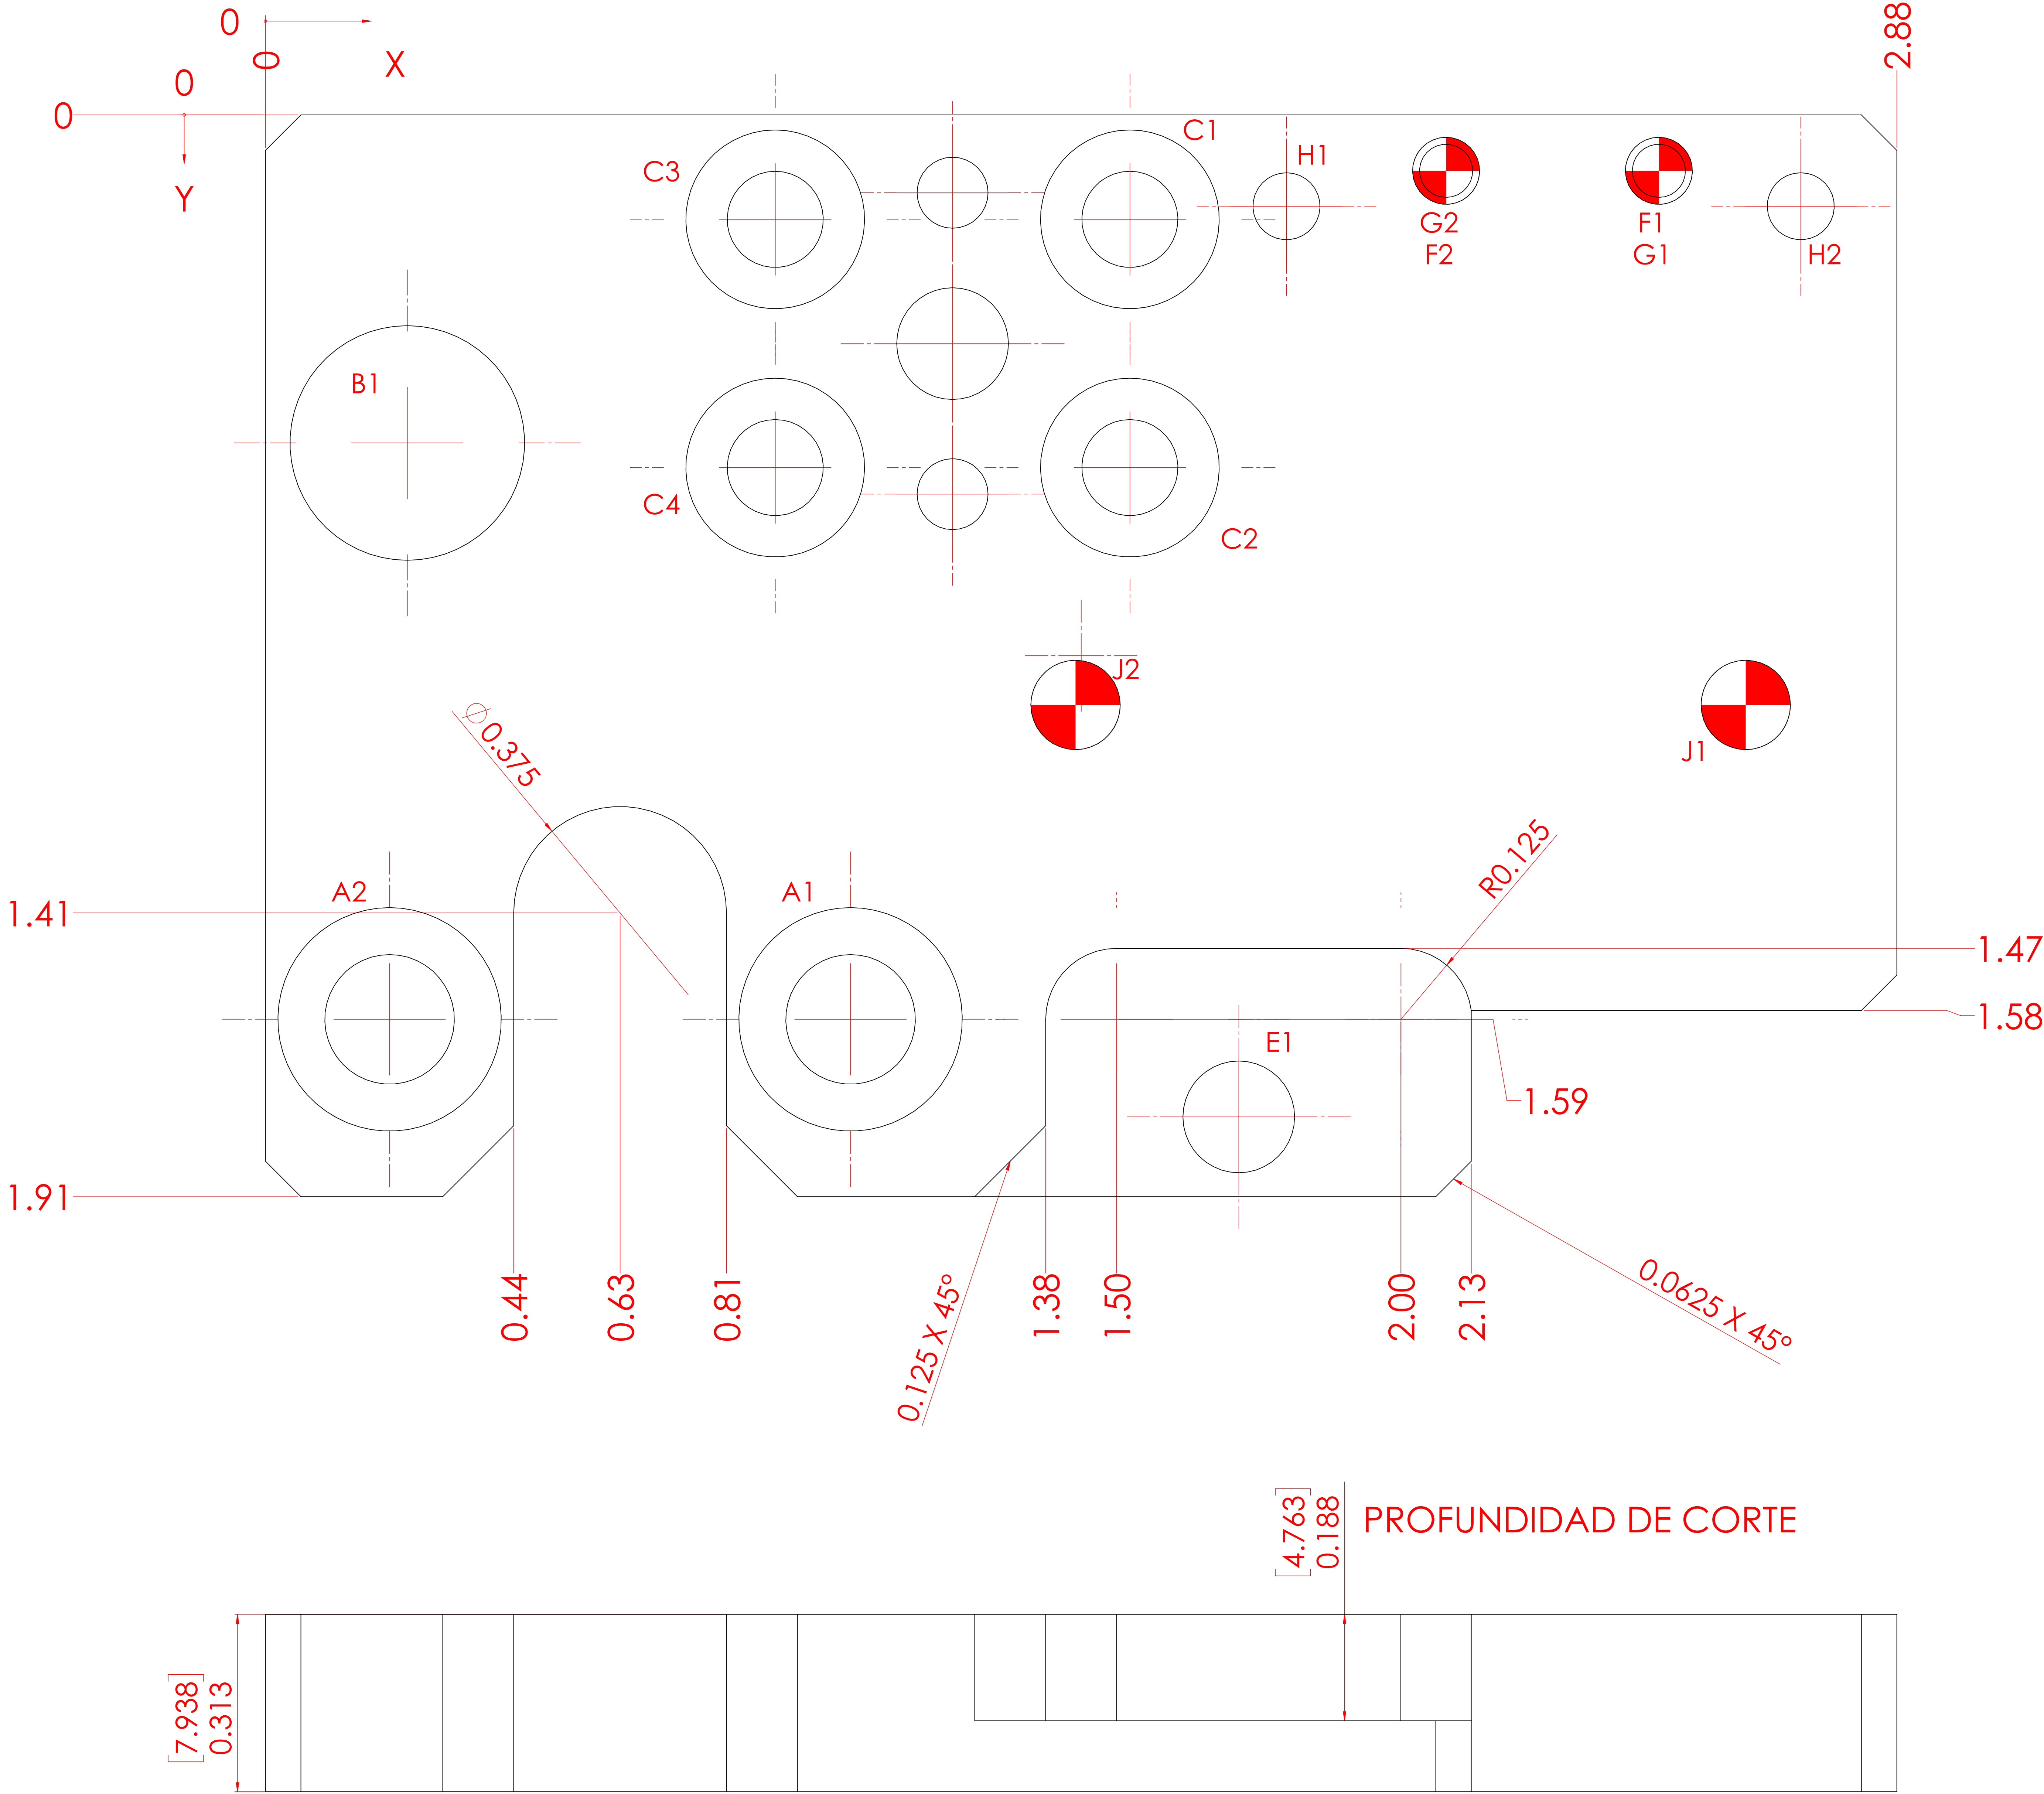 0
0
X
2.88
0
0
Y
C3
C1
H1
G2
F2
F1
G1
H2
B1
C4
C2
J2
J1
⌀0.375
R0.125
A2
A1
1.41
1.47
1.58
E1
1.59
1.91
0.44
0.63
0.81
0.125 X 45°
1.38
1.50
2.00
2.13
0.0625 X 45°
[4.763]
0.188
PROFUNDIDAD DE CORTE
[7.938]
0.313